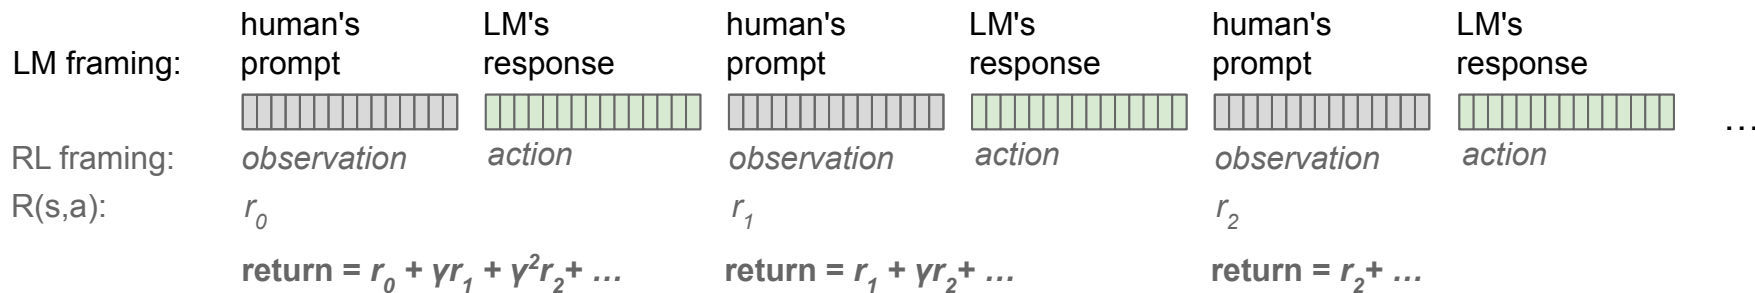 human's LM's human's LM's human's LM's
LM framing: prompt response prompt response prompt response
...
RL framing: observation action observation action observation action
R(s,a): r₀ r₁ r₂
return = r₀ + γr₁ + γ²r₂+ ... return = r₁ + γr₂+ ... return = r₂+ ...